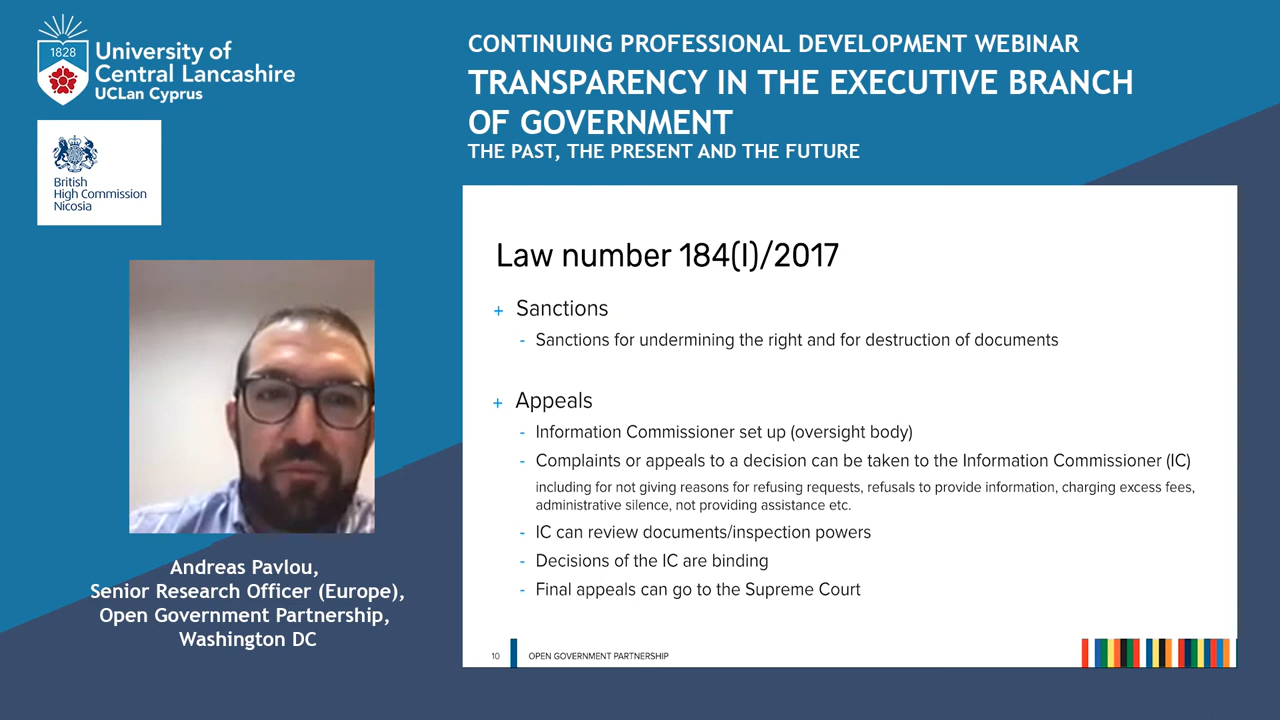 1828
University of
Central Lancashire
UCLan Cyprus
British
High Commission
Nicosia
CONTINUING PROFESSIONAL DEVELOPMENT WEBINAR
TRANSPARENCY IN THE EXECUTIVE BRANCH
OF GOVERNMENT
THE PAST, THE PRESENT AND THE FUTURE
Law number 184(I)/2017
+ Sanctions
- Sanctions for undermining the right and for destruction of documents
+ Appeals
- Information Commissioner set up (oversight body)
- Complaints or appeals to a decision can be taken to the Information Commissioner (IC)
including for not giving reasons for refusing requests, refusals to provide information, charging excess fees,
administrative silence, not providing assistance etc.
- IC can review documents/inspection powers
- Decisions of the IC are binding
- Final appeals can go to the Supreme Court
10 OPEN GOVERNMENT PARTNERSHIP
Andreas Pavlou,
Senior Research Officer (Europe),
Open Government Partnership,
Washington DC